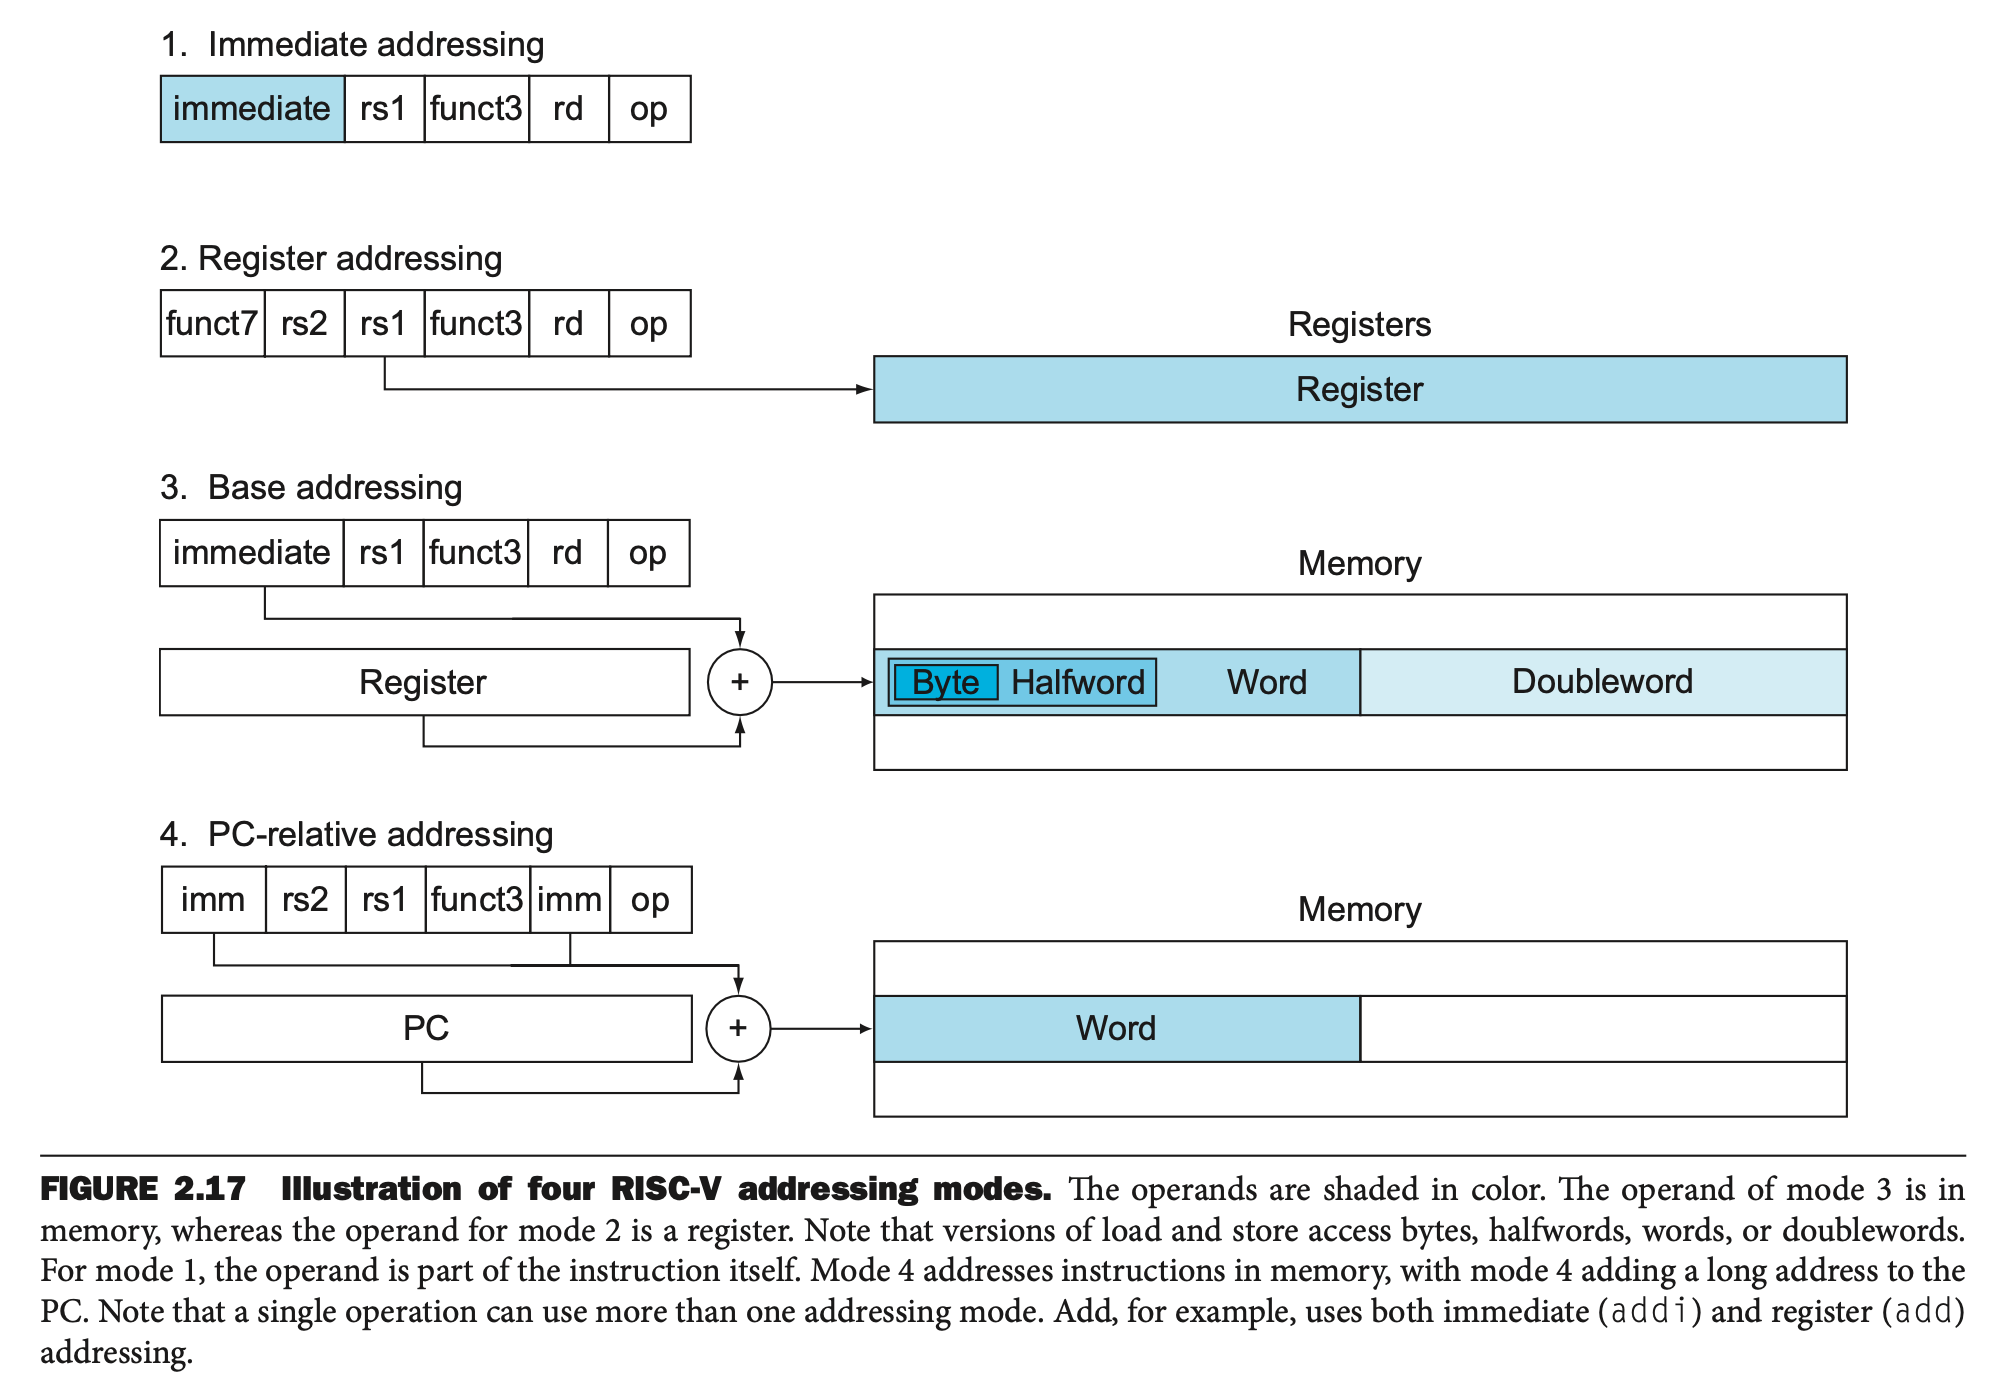 1. Immediate addressing
immediate rs1 funct3 rd op
2. Register addressing
funct7 rs2 rs1 funct3 rd op
Registers
Register
3. Base addressing
immediate rs1 funct3 rd op
Memory
Register + Byte Halfword Word Doubleword
4. PC-relative addressing
imm rs2 rs1 funct3 imm op
Memory
PC + Word
FIGURE 2.17 Illustration of four RISC-V addressing modes. The operands are shaded in color. The operand of mode 3 is in
memory, whereas the operand for mode 2 is a register. Note that versions of load and store access bytes, halfwords, words, or doublewords.
For mode 1, the operand is part of the instruction itself. Mode 4 addresses instructions in memory, with mode 4 adding a long address to the
PC. Note that a single operation can use more than one addressing mode. Add, for example, uses both immediate (addi) and register (add)
addressing.